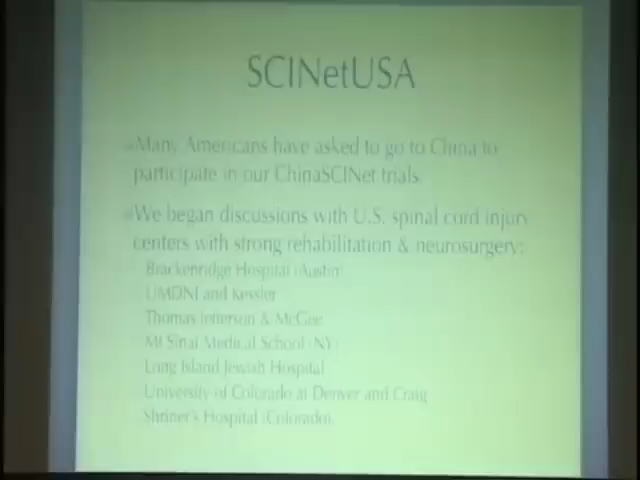 SCINetUSA
Many Americans have asked to go to China to
participate in our ChinaSCINet trials.
We began discussions with U.S. spinal cord injury
centers with strong rehabilitation & neurosurgery:
Brackenridge Hospital (Austin)
UMDNJ and Kessler
Thomas Jefferson & McGee
Mt Sinai Medical School (NY)
Long Island Jewish Hospital
University of Colorado at Denver and Craig
Shriner's Hospital (Colorado).